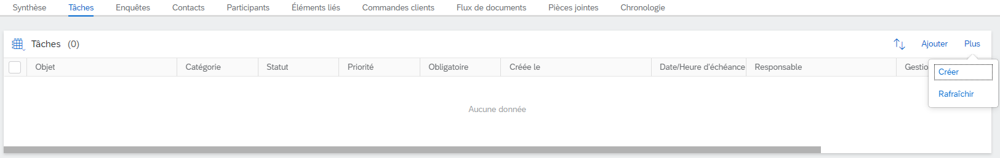 Synthèse Tâches Enquêtes Contacts Participants Éléments liés Commandes clients Flux de documents Pièces jointes Chronologie
Tâches (0) Ajouter Plus
Objet Catégorie Statut Priorité Obligatoire Créée le Date/Heure d'échéance Responsable Gestio
Créer
Rafraîchir
Aucune donnée